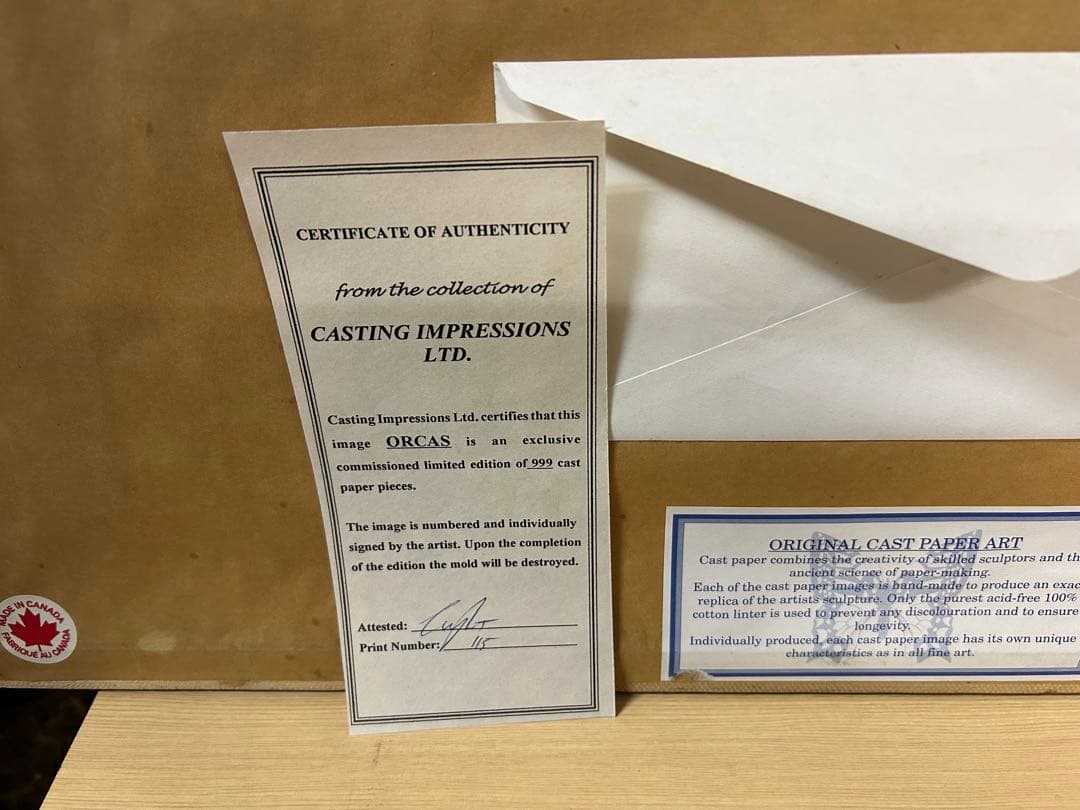 CERTIFICATE OF AUTHENTICITY
from the collection of
CASTING IMPRESSIONS
LTD.
Casting Impressions Ltd. certifies that this
image ORCAS is an exclusive
commissioned limited edition of 999 cast
paper pieces.
The image is numbered and individually
signed by the artist. Upon the completion
of the edition the mold will be destroyed.
Attested:
Print Number: 115
MADE IN CANADA
FABRIQUÉ AU CANADA
ORIGINAL CAST PAPER ART
Cast paper combines the creativity of skilled sculptors and th
ancient science of paper-making.
Each of the cast paper images is hand-made to produce an exac
replica of the artists sculpture. Only the purest acid-free 100%
cotton linter is used to prevent any discolouration and to ensure
longevity.
Individually produced, each cast paper image has its own unique
characteristics as in all fine art.